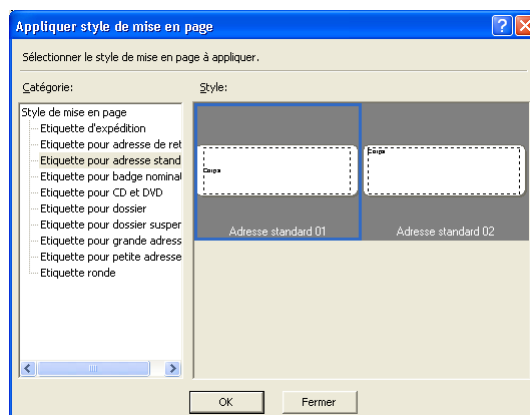 Appliquer style de mise en page
Sélectionner le style de mise en page à appliquer.
Catégorie:
Style:
Style de mise en page
Etiquette d'expédition
Etiquette pour adresse de ret
Etiquette pour adresse stand
Etiquette pour badge nominal
Etiquette pour CD et DVD
Etiquette pour dossier
Etiquette pour dossier susper
Etiquette pour grande adress
Etiquette pour petite adresse
Etiquette ronde
Adresse standard 01
Adresse standard 02
OK
Fermer